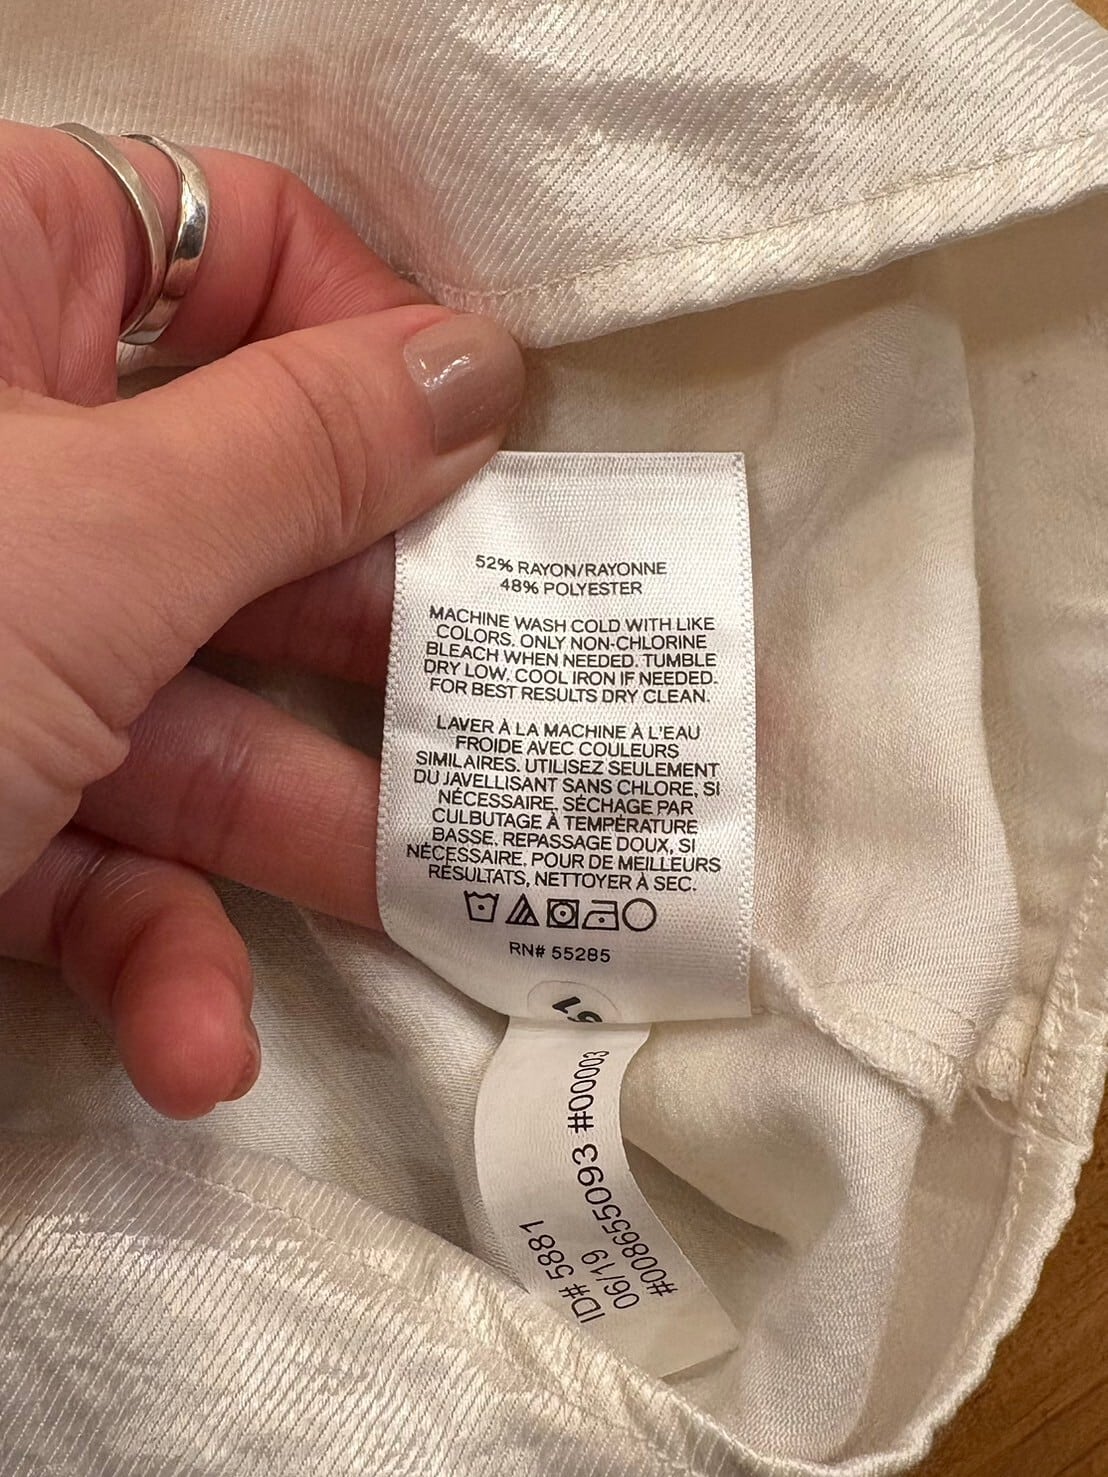 52% RAYON/RAYONNE
48% POLYESTER
MACHINE WASH COLD WITH LIKE
COLORS. ONLY NON-CHLORINE
BLEACH WHEN NEEDED. TUMBLE
DRY LOW. COOL IRON IF NEEDED.
FOR BEST RESULTS DRY CLEAN.
LAVER À LA MACHINE À L'EAU
FROIDE AVEC COULEURS
SIMILAIRES. UTILISEZ SEULEMENT
DU JAVELLISANT SANS CHLORE, SI
NÉCESSAIRE. SÉCHAGE PAR
CULBUTAGE À TEMPÉRATURE
BASSE. REPASSAGE DOUX, SI
NÉCESSAIRE. POUR DE MEILLEURS
RÉSULTATS, NETTOYER À SEC.
RN# 55285
ID# 5881
06/19
#008655093 #00003